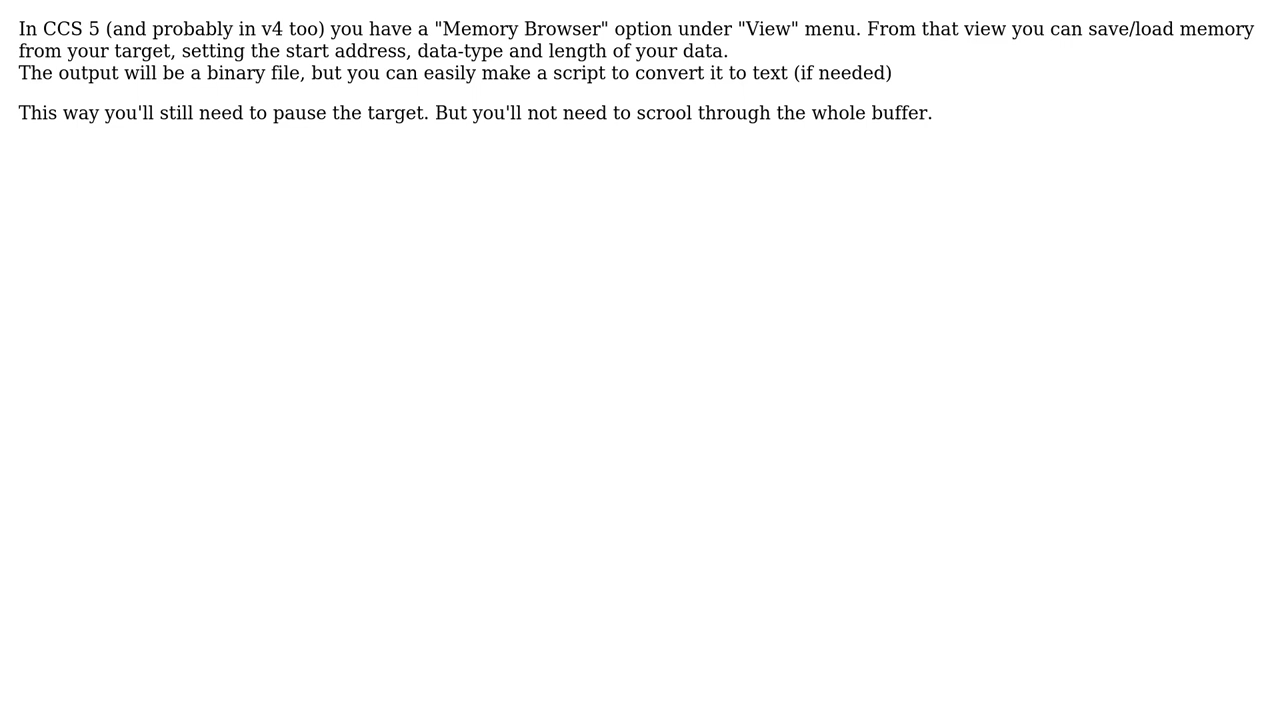 In CCS 5 (and probably in v4 too) you have a "Memory Browser" option under "View" menu. From that view you can save/load memory
from your target, setting the start address, data-type and length of your data.
The output will be a binary file, but you can easily make a script to convert it to text (if needed)
This way you'll still need to pause the target. But you'll not need to scrool through the whole buffer.